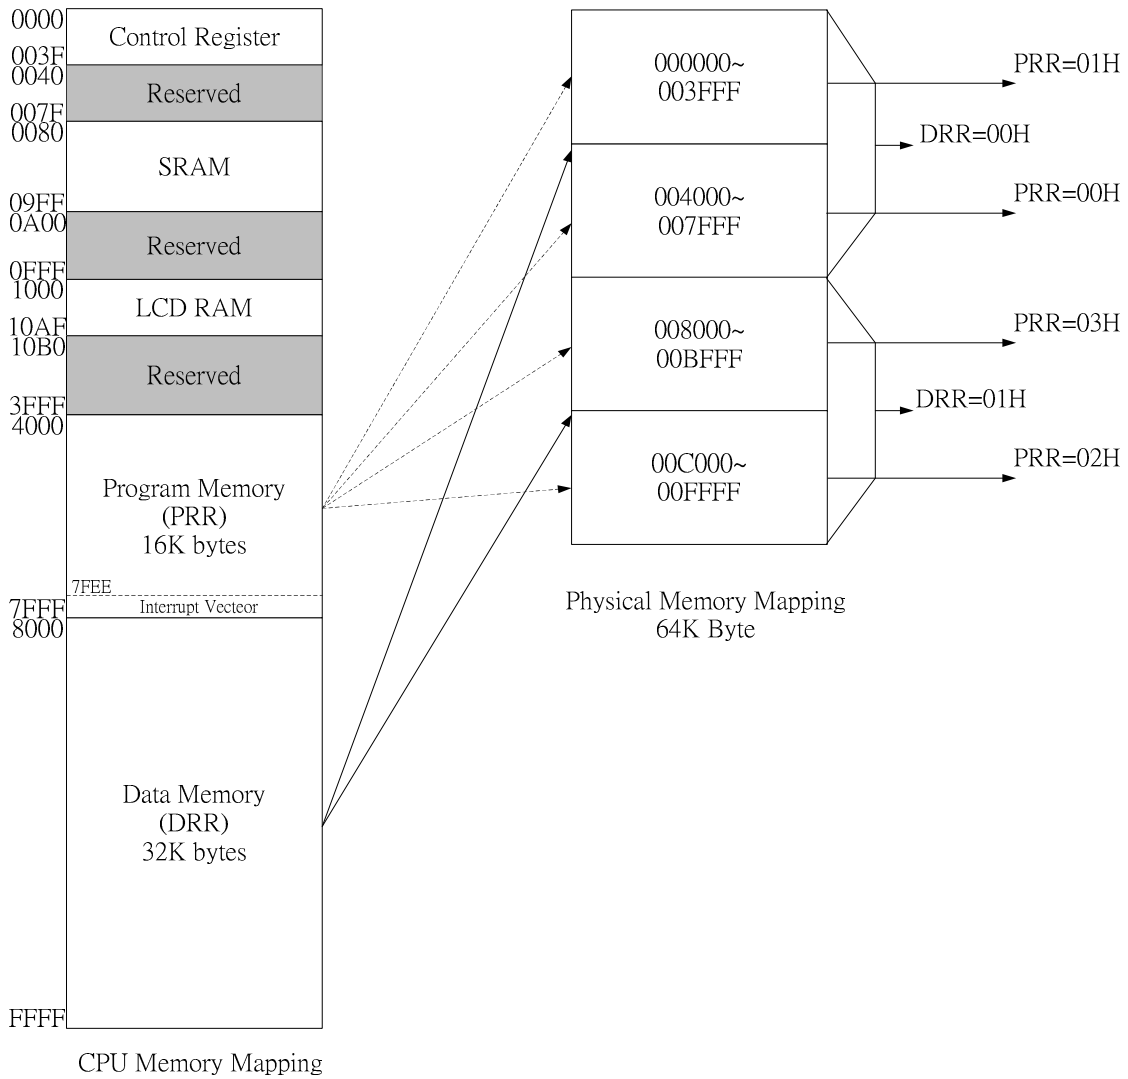 0000
Control Register
003F
0040
Reserved
007F
0080
SRAM
09FF
0A00
Reserved
0FFF
1000
LCD RAM
10AF
10B0
Reserved
3FFF
4000
Program Memory
(PRR)
16K bytes
7FEE
Interrupt Vecteor
7FFF
8000
Data Memory
(DRR)
32K bytes
FFFF
CPU Memory Mapping
000000~
003FFF
004000~
007FFF
008000~
00BFFF
00C000~
00FFFF
Physical Memory Mapping
64K Byte
PRR=01H
DRR=00H
PRR=00H
PRR=03H
DRR=01H
PRR=02H